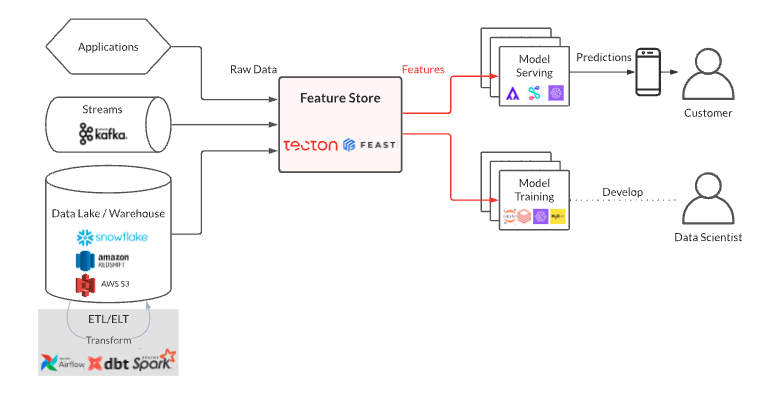 Applications
Raw Data
Features
Model
Serving
Predictions
Customer
Streams
kafka
Feature Store
TECTON
FEAST
Data Lake / Warehouse
snowflake
amazon
REDSHIFT
AWS S3
Model
Training
Develop
Data Scientist
ETL/ELT
Transform
Airflow
dbt
APACHE
Spark